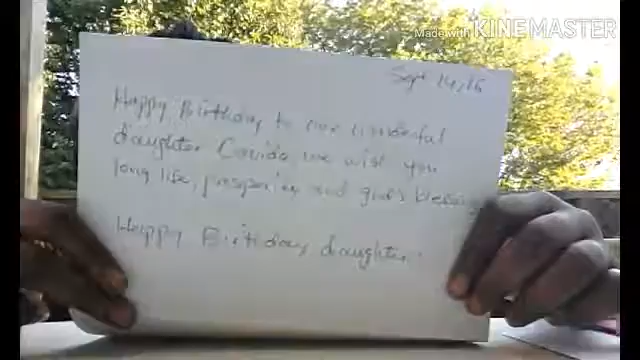 Made with KINEMASTER
Sept 14, 16
Happy Birthday to our wonderful
daughter we wish you
long life, prosperity and god's blessing
Happy Birthday daughter!